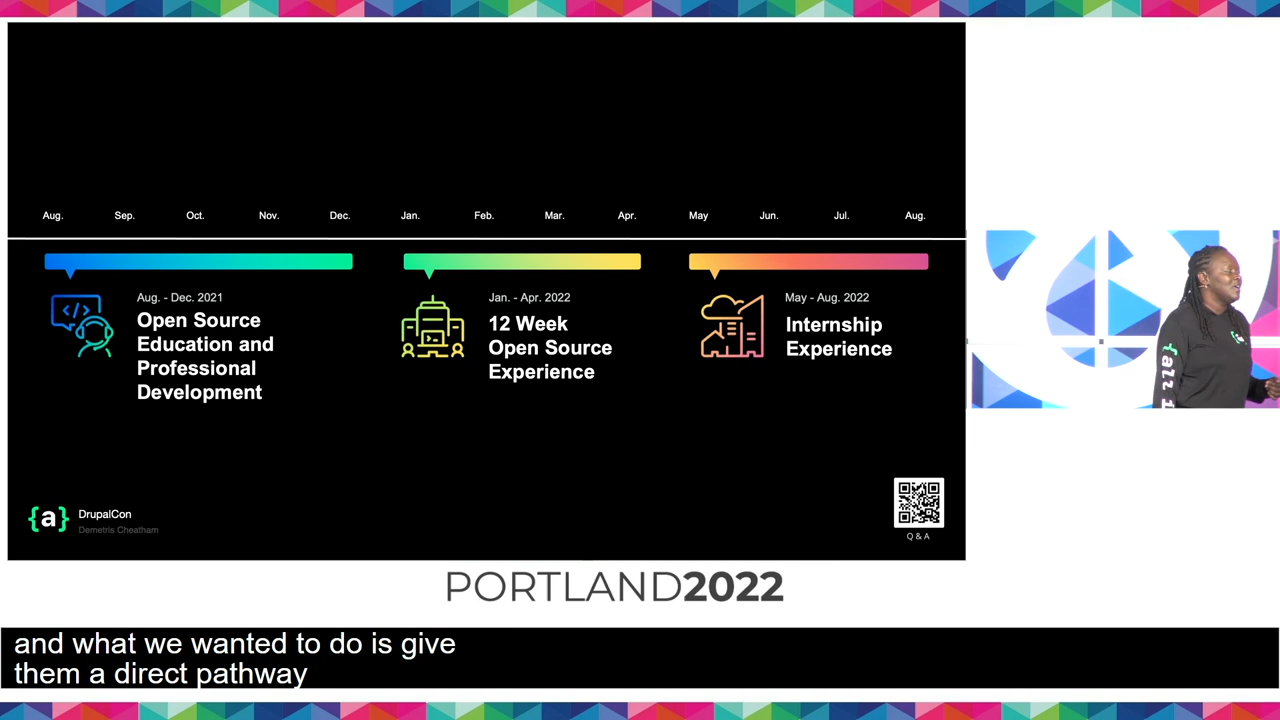 Aug. Sep. Oct. Nov. Dec. Jan. Feb. Mar. Apr. May Jun. Jul. Aug.
Aug. - Dec. 2021
Open Source
Education and
Professional
Development
Jan. - Apr. 2022
12 Week
Open Source
Experience
May - Aug. 2022
Internship
Experience
{a}
DrupalCon
Demetris Cheatham
Q & A
{all i
PORTLAND2022
and what we wanted to do is give
them a direct pathway